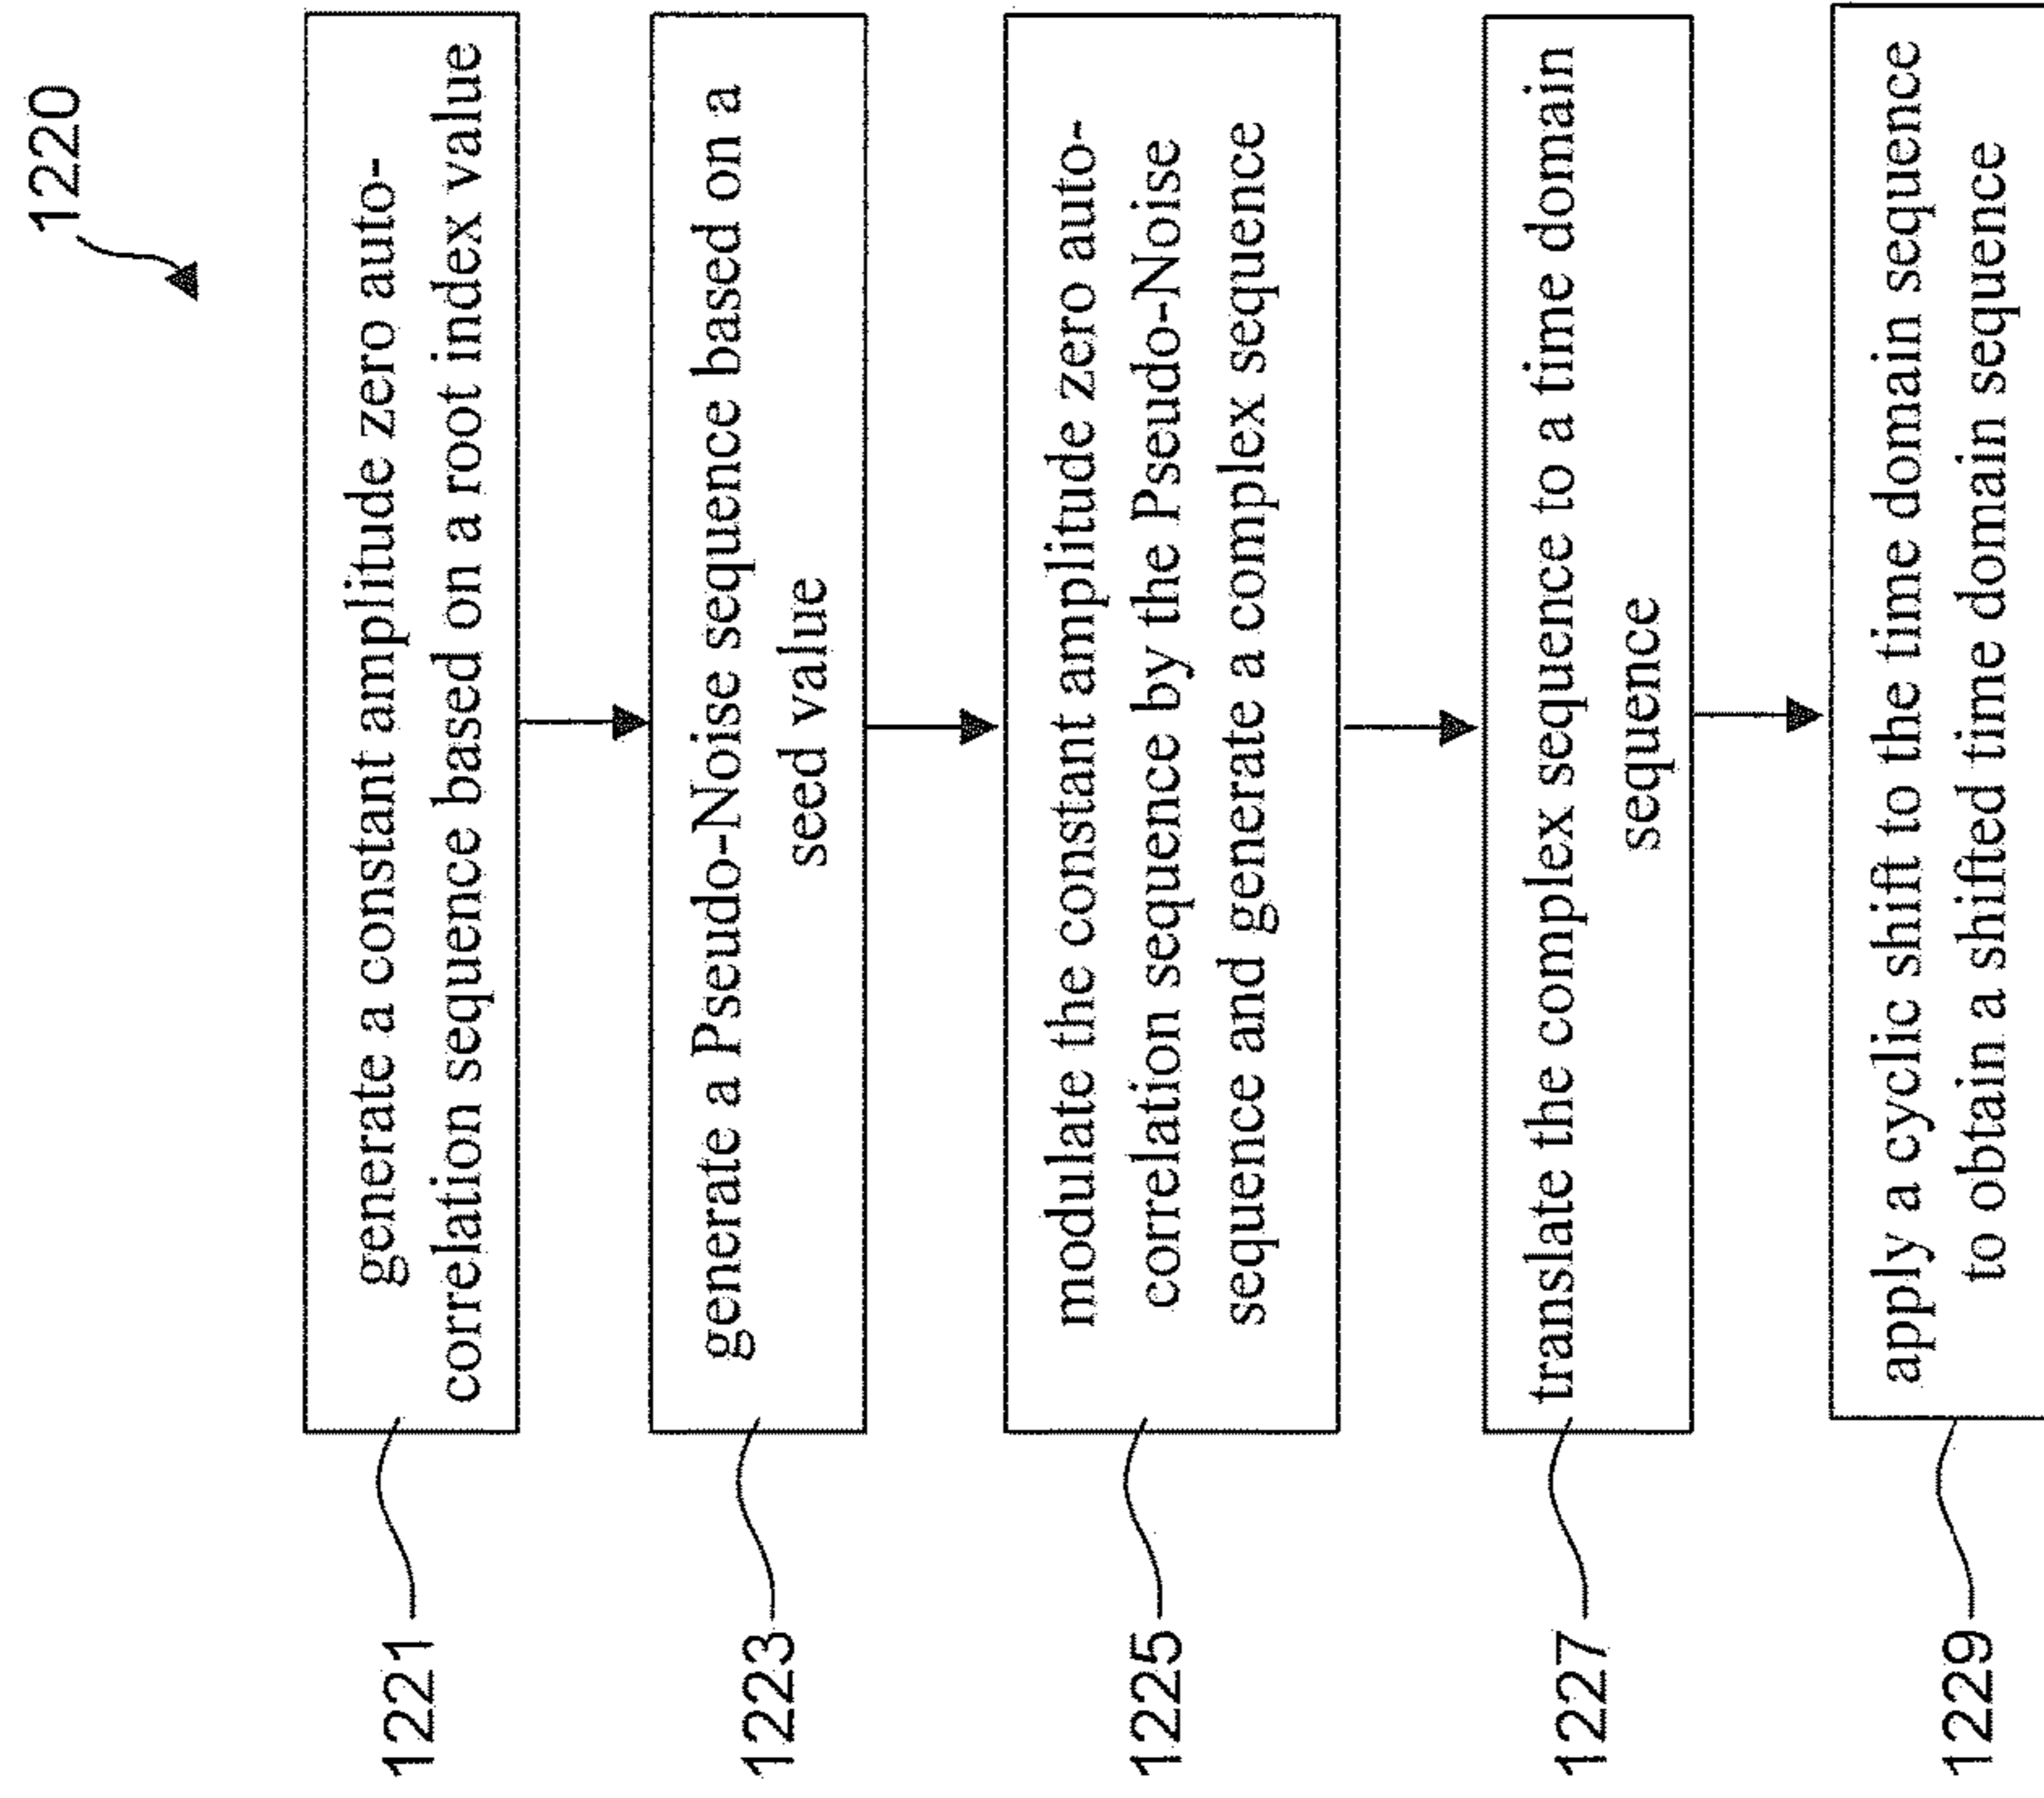 1220
generate a constant amplitude zero auto-
correlation sequence based on a root index value
1221
generate a Pseudo-Noise sequence based on a
seed value
1223
modulate the constant amplitude zero auto-
correlation sequence by the Pseudo-Noise
sequence and generate a complex sequence
1225
translate the complex sequence to a time domain
sequence
1227
apply a cyclic shift to the time domain sequence
to obtain a shifted time domain sequence
1229